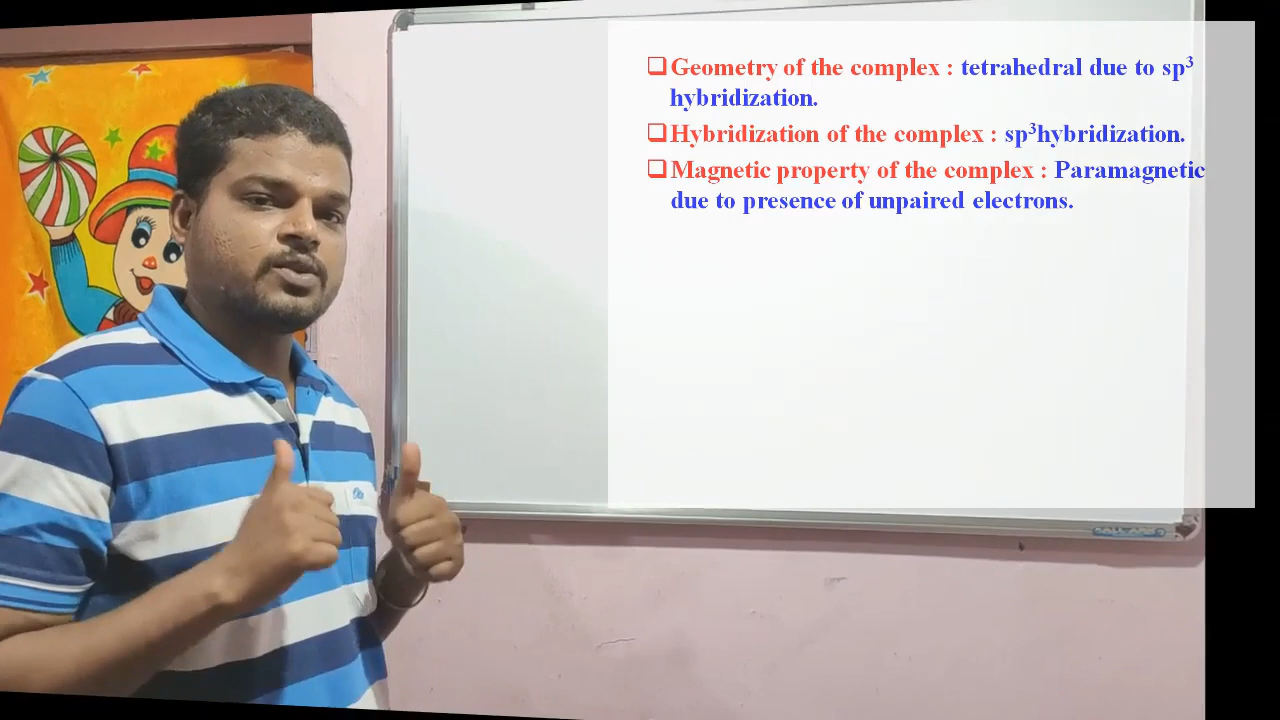 ❑Geometry of the complex : tetrahedral due to sp³
hybridization.
❑Hybridization of the complex : sp³hybridization.
❑Magnetic property of the complex : Paramagnetic
due to presence of unpaired electrons.